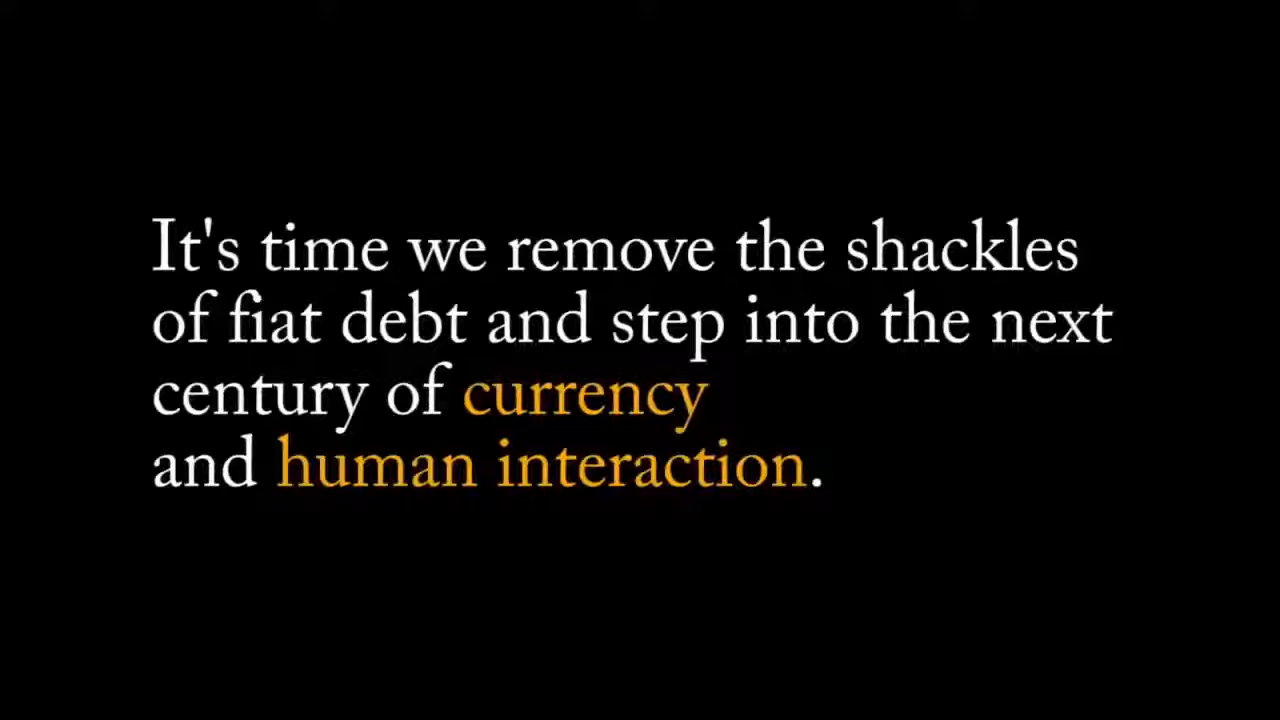 It's time we remove the shackles
of fiat debt and step into the next
century of currency
and human interaction.